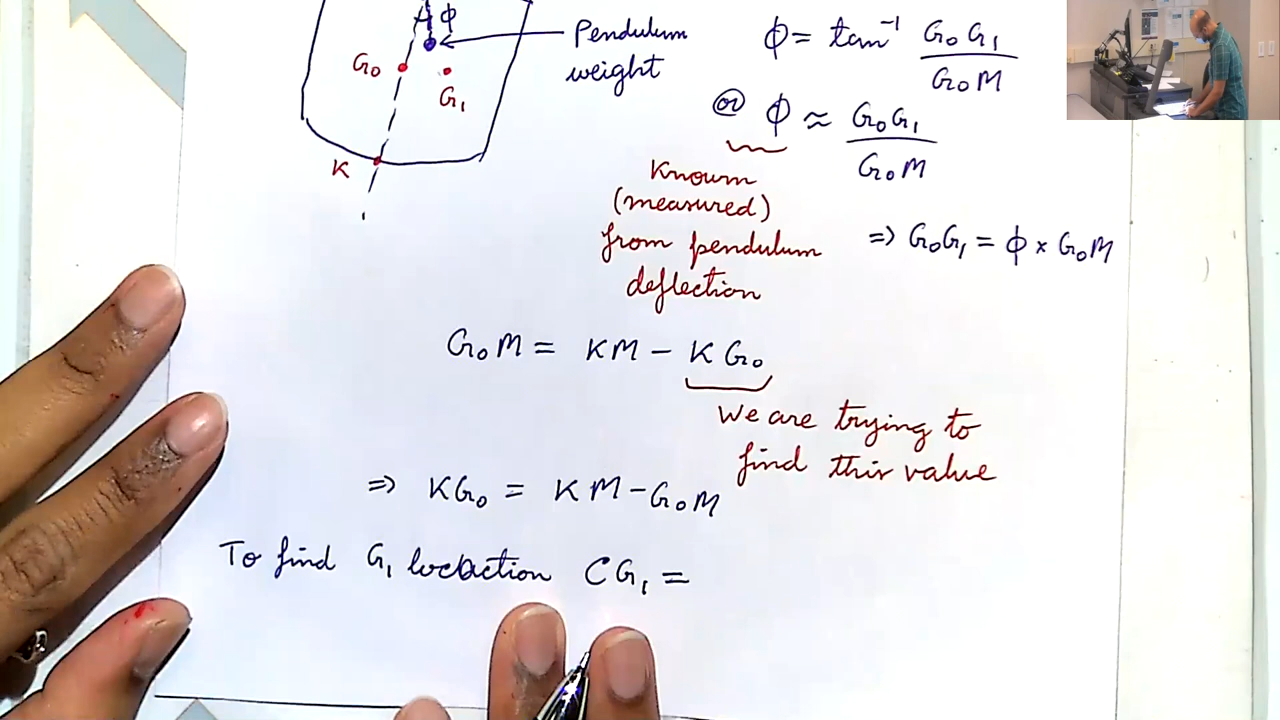 φ
Pendulum
weight
G₀
G₁
K
φ = tan⁻¹ G₀G₁ / G₀M
or φ ≈ G₀G₁ / G₀M
Known
(measured)
from pendulum
deflection
⇒ G₀G₁ = φ × G₀M
G₀M = KM − KG₀
We are trying to
find this value
⇒ KG₀ = KM − G₀M
To find G₁ location CG₁ =